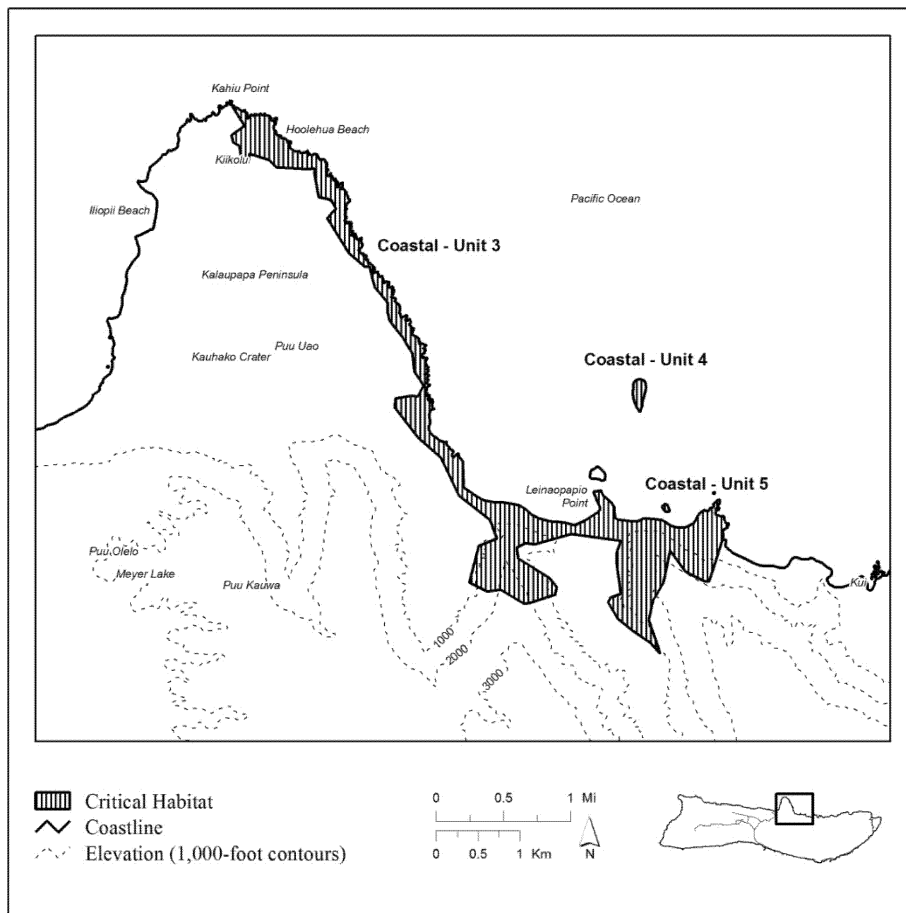 Kahiu Point
Hoolehua Beach
Kiikolu
Iliopii Beach
Pacific Ocean
Coastal - Unit 3
Kalaupapa Peninsula
Puu Uao
Kauhako Crater
Coastal - Unit 4
Leinaopapio
Point
Coastal - Unit 5
Puu Olelo
Meyer Lake
Puu Kauwa
Kui
1000
2000
3000
Critical Habitat
Coastline
Elevation (1,000-foot contours)
0 0.5 1 Mi
0 0.5 1 Km
N